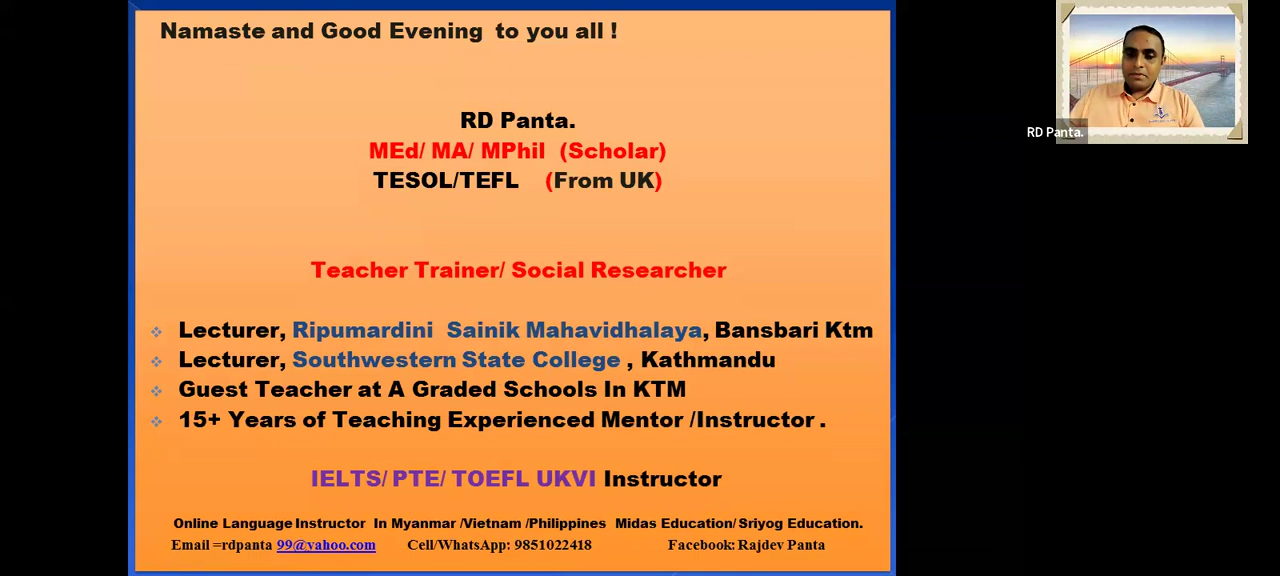 Namaste and Good Evening to you all !
RD Panta.
MEd/ MA/ MPhil (Scholar)
TESOL/TEFL (From UK)
Teacher Trainer/ Social Researcher
Lecturer, Ripumardini Sainik Mahavidhalaya, Bansbari Ktm
Lecturer, Southwestern State College , Kathmandu
Guest Teacher at A Graded Schools In KTM
15+ Years of Teaching Experienced Mentor /Instructor .
IELTS/ PTE/ TOEFL UKVI Instructor
Online Language Instructor In Myanmar /Vietnam /Philippines Midas Education/ Sriyog Education.
Email =rdpanta 99@yahoo.com Cell/WhatsApp: 9851022418 Facebook: Rajdev Panta
RD Panta.